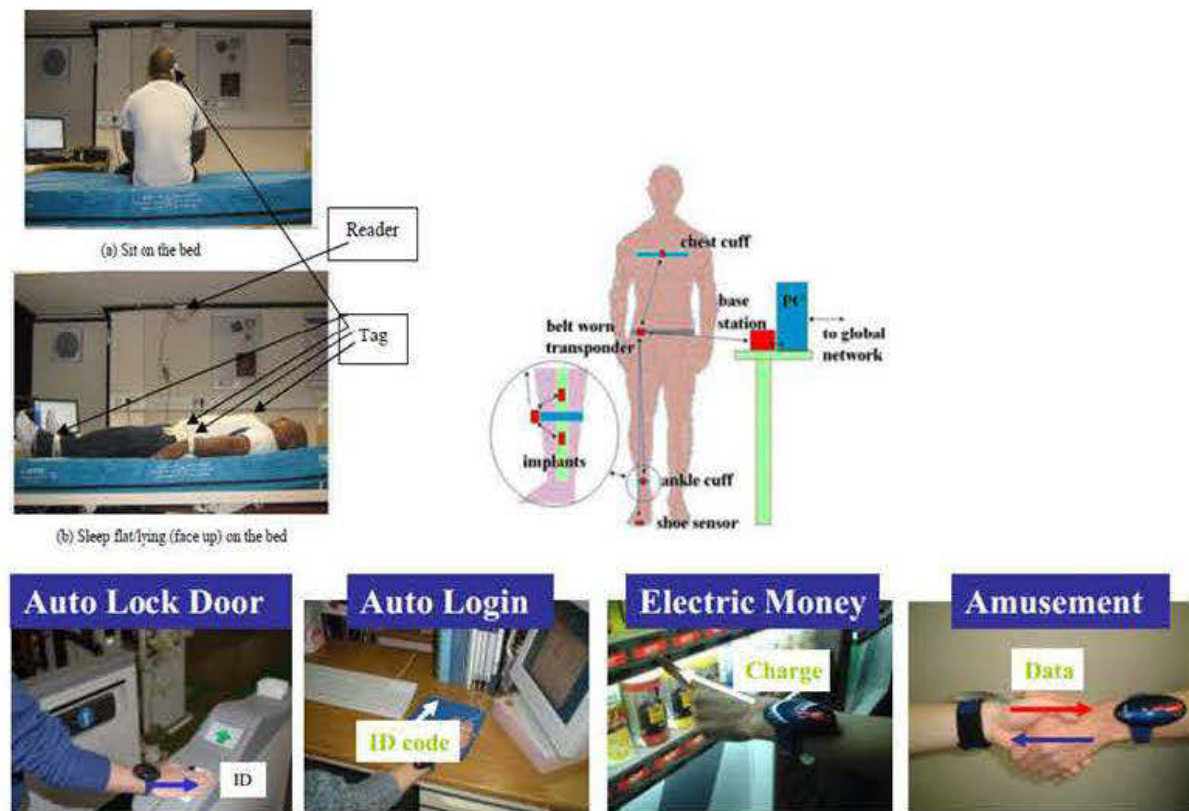 Reader
(a) Sit on the bed
Tag
(b) Sleep flat/lying (face up) on the bed
chest cuff
PC
base
station
belt worn
transponder
to global
network
implants
ankle cuff
shoe sensor
Auto Lock Door
ID
Auto Login
ID code
Electric Money
Charge
Amusement
Data